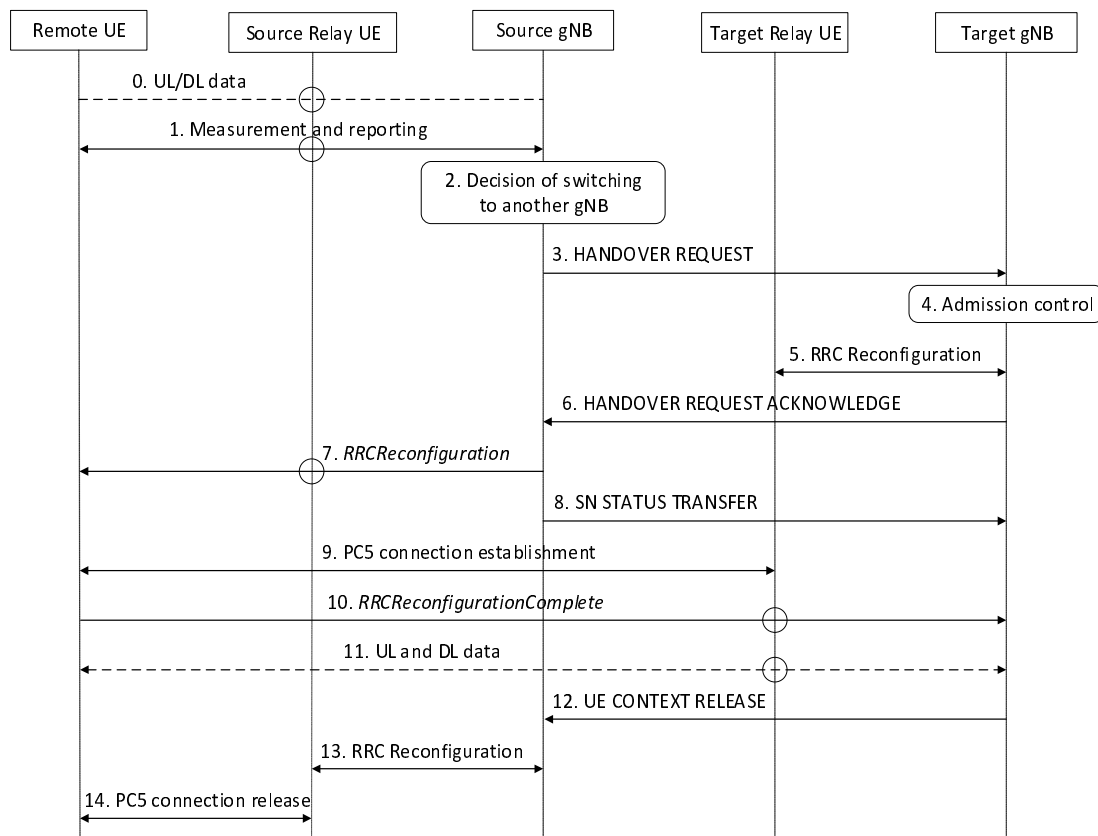 Remote UE
Source Relay UE
Source gNB
Target Relay UE
Target gNB
0. UL/DL data
1. Measurement and reporting
2. Decision of switching
to another gNB
3. HANDOVER REQUEST
4. Admission control
5. RRC Reconfiguration
6. HANDOVER REQUEST ACKNOWLEDGE
7. RRCReconfiguration
8. SN STATUS TRANSFER
9. PC5 connection establishment
10. RRCReconfigurationComplete
11. UL and DL data
12. UE CONTEXT RELEASE
13. RRC Reconfiguration
14. PC5 connection release